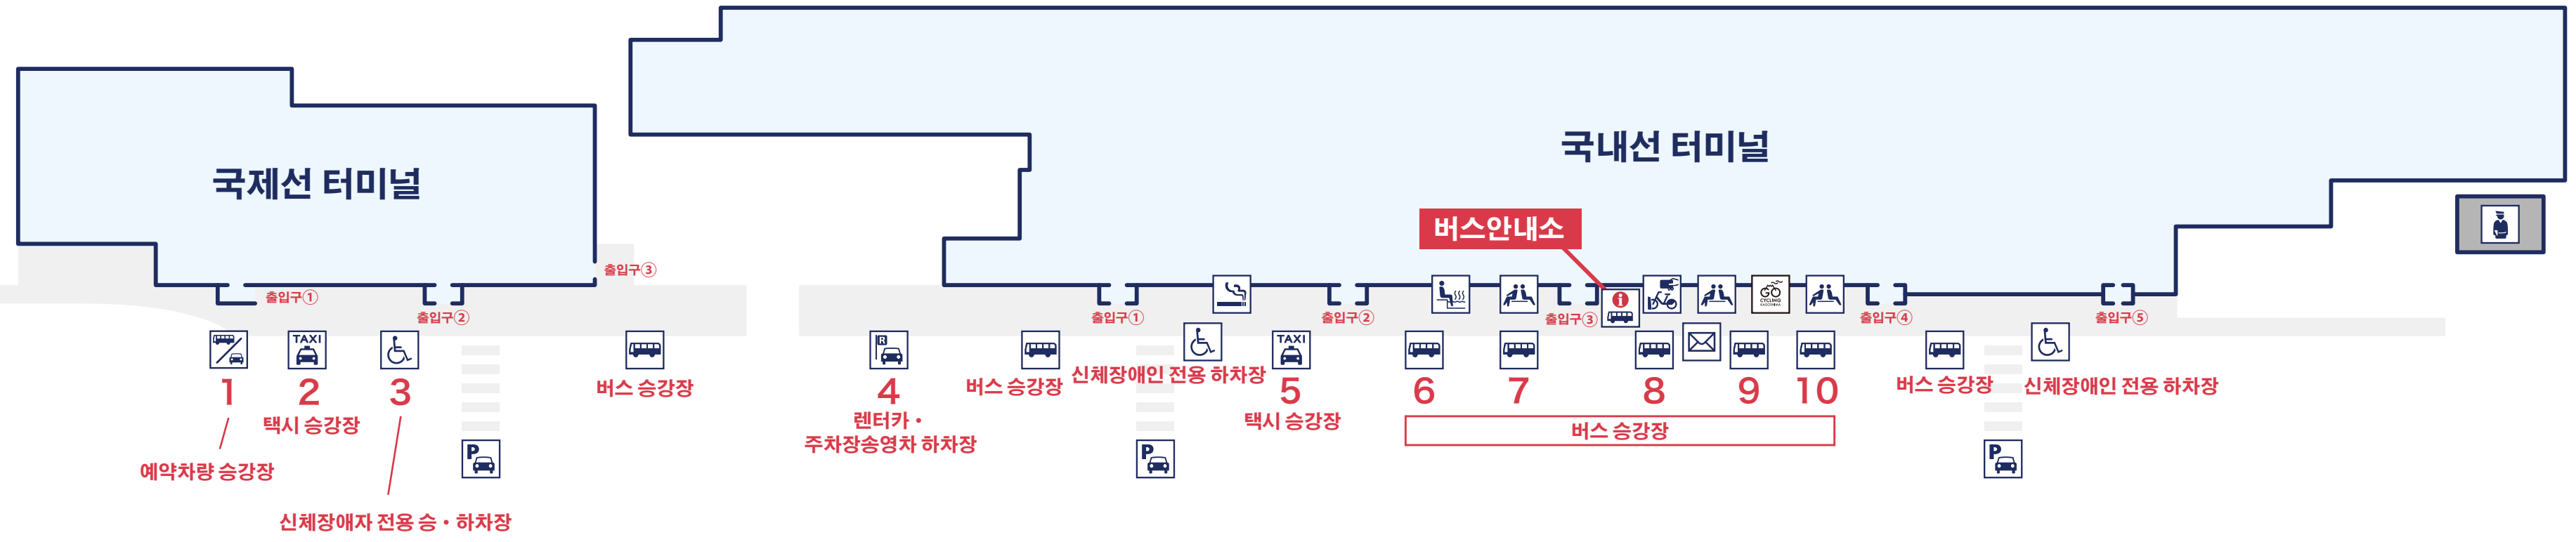 국제선 터미널
국내선 터미널
버스안내소
출입구①
출입구②
출입구③
출입구①
출입구②
출입구③
출입구④
출입구⑤
1
예약차량 승강장
TAXI
2
택시 승강장
3
신체장애자 전용 승・하차장
P
버스 승강장
R
4
렌터카・
주차장송영차 하차장
버스 승강장
신체장애인 전용 하차장
P
TAXI
5
택시 승강장
6
7
i
8
GO
CYCLING
KAGOSHIMA
9
10
버스 승강장
버스 승강장
P
신체장애인 전용 하차장